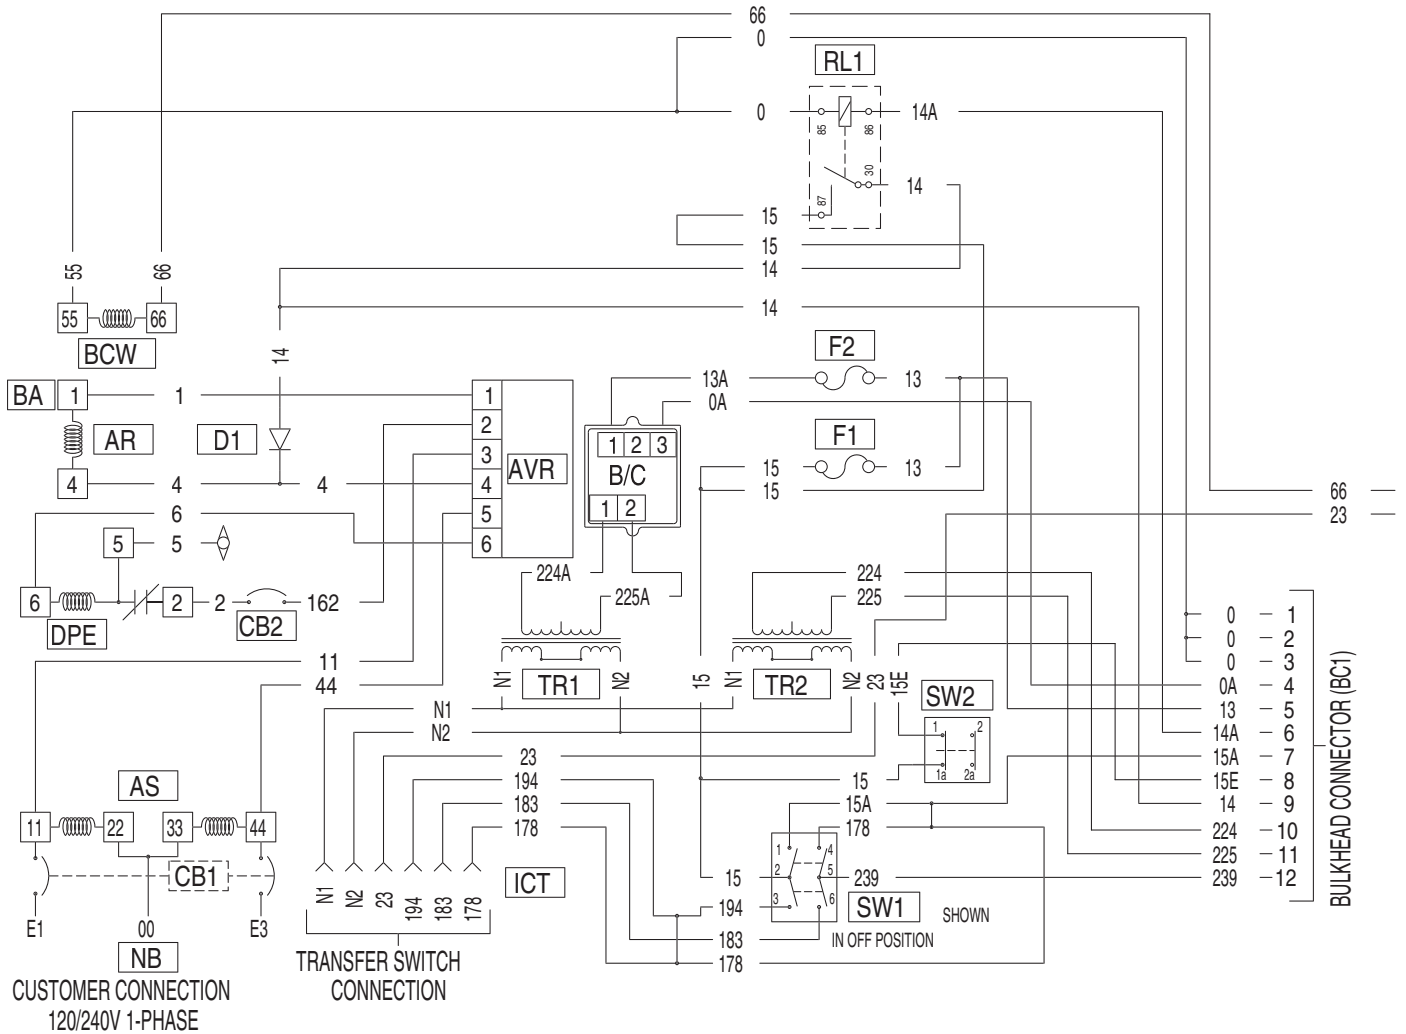 66
0
RL1
0
85
86
14A
30
14
87
15
15
14
14
55
66
55
66
BCW
14
F2
13A
13
0A
BA
1
1
1
AVR
2
3
4
5
6
AR
D1
F1
1 2 3
B/C
1 2
15
13
15
4
4
4
6
5
5
66
23
224A
225A
224
225
6
2
2
162
DPE
CB2
11
44
N1
TR1
N2
15
N1
TR2
N2
23
15E
SW2
1
2
1a
2a
N1
N2
23
194
183
178
15
15A
178
0
1
0
2
0
3
0A
4
13
5
14A
6
15A
7
15E
8
14
9
224
10
225
11
239
12
BULKHEAD CONNECTOR (BC1)
AS
11
22
33
44
CB1
E1
00
E3
NB
CUSTOMER CONNECTION
120/240V 1-PHASE
N1
N2
23
194
183
178
ICT
TRANSFER SWITCH
CONNECTION
1
4
2
5
3
6
15
239
194
SW1
SHOWN
IN OFF POSITION
183
178